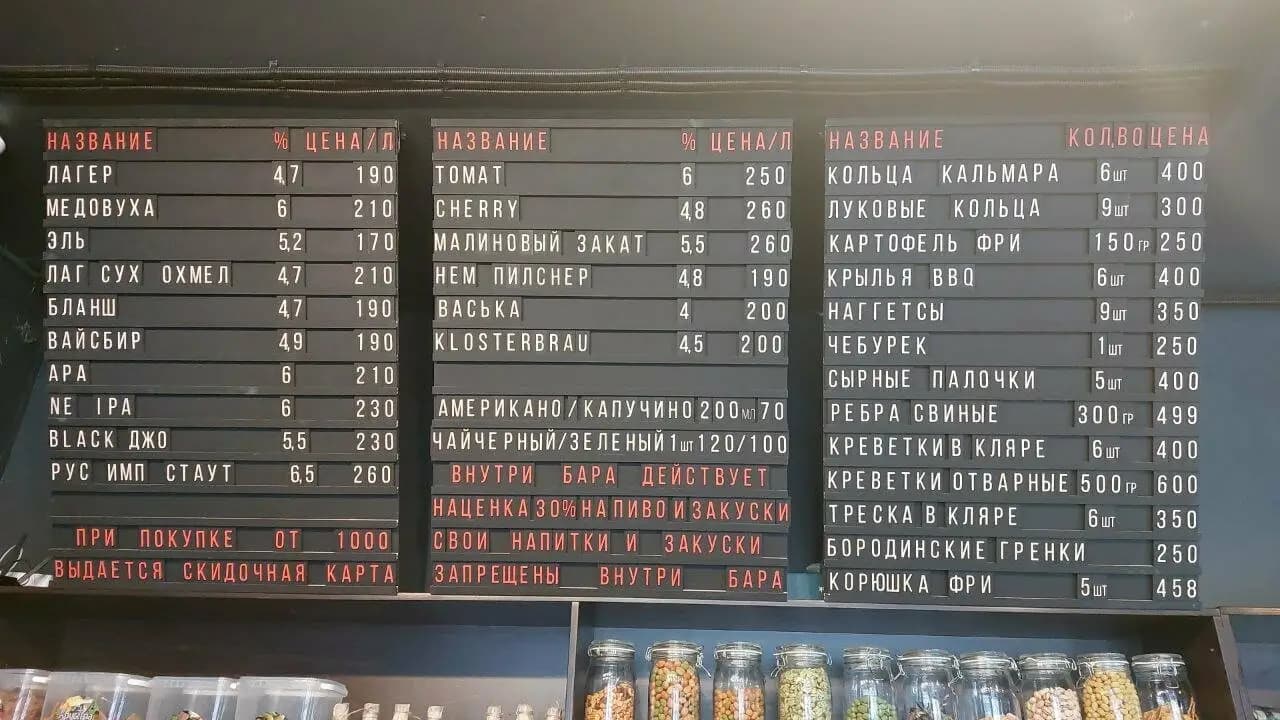 НАЗВАНИЕ % ЦЕНА/Л
ЛАГЕР 4,7 190
МЕДОВУХА 6 210
ЭЛЬ 5,2 170
ЛАГ СУХ ОХМЕЛ 4,7 210
БЛАНШ 4,7 190
ВАЙСБИР 4,9 190
APA 6 210
NE IPA 6 230
BLACK ДЖО 5,5 230
РУС ИМП СТАУТ 6,5 260
ПРИ ПОКУПКЕ ОТ 1000
ВЫДАЕТСЯ СКИДОЧНАЯ КАРТА
НАЗВАНИЕ % ЦЕНА/Л
ТОМАТ 6 250
CHERRY 4,8 260
МАЛИНОВЫЙ ЗАКАТ 5,5 260
НЕМ ПИЛСНЕР 4,8 190
ВАСЬКА 4 200
KLOSTERBRAU 4,5 200
АМЕРИКАНО/КАПУЧИНО 200МЛ 70
ЧАЙ ЧЕРНЫЙ/ЗЕЛЕНЫЙ 1ШТ 120/100
ВНУТРИ БАРА ДЕЙСТВУЕТ
НАЦЕНКА 30% НА ПИВО И ЗАКУСКИ
СВОИ НАПИТКИ И ЗАКУСКИ
ЗАПРЕЩЕНЫ ВНУТРИ БАРА
НАЗВАНИЕ КОЛ,ВО ЦЕНА
КОЛЬЦА КАЛЬМАРА 6ШТ 400
ЛУКОВЫЕ КОЛЬЦА 9ШТ 300
КАРТОФЕЛЬ ФРИ 150ГР 250
КРЫЛЬЯ BBQ 6ШТ 400
НАГГЕТСЫ 9ШТ 350
ЧЕБУРЕК 1ШТ 250
СЫРНЫЕ ПАЛОЧКИ 5ШТ 400
РЕБРА СВИНЫЕ 300ГР 499
КРЕВЕТКИ В КЛЯРЕ 6ШТ 400
КРЕВЕТКИ ОТВАРНЫЕ 500ГР 600
ТРЕСКА В КЛЯРЕ 6ШТ 350
БОРОДИНСКИЕ ГРЕНКИ 250
КОРЮШКА ФРИ 5ШТ 458